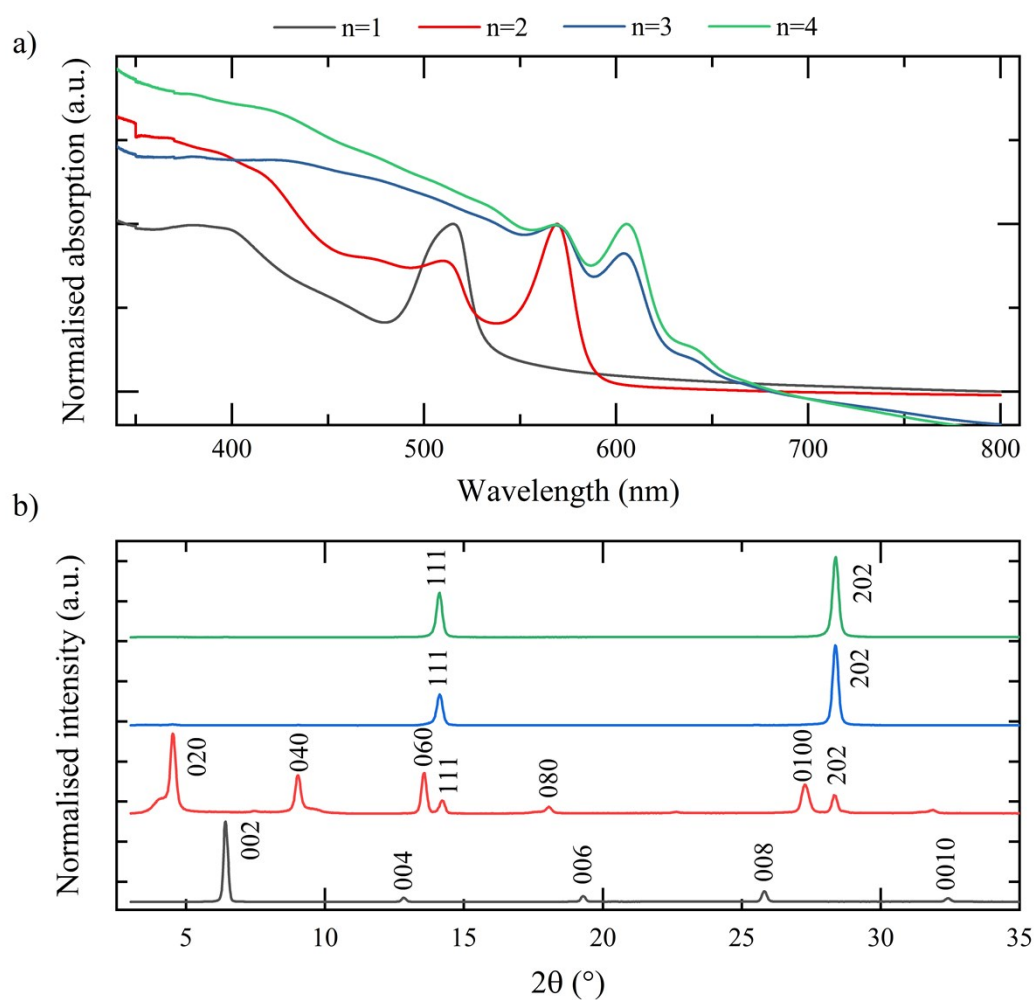 n=1 n=2 n=3 n=4
a)
Normalised absorption (a.u.)
400 500 600 700 800
Wavelength (nm)
b)
Normalised intensity (a.u.)
111 202
111 202
020 040 060 111 080 0100 202
002 004 006 008 0010
5 10 15 20 25 30 35
2θ (°)